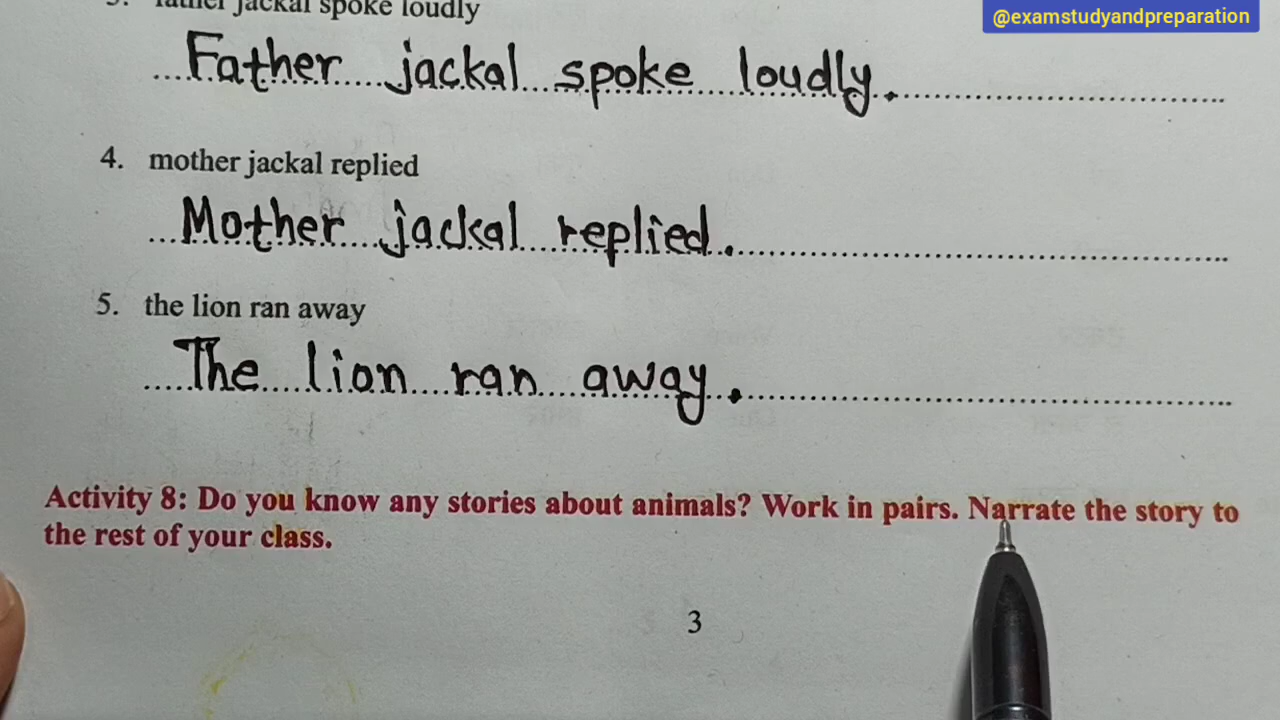 @examstudyandpreparation
father jackal spoke loudly
Father jackal spoke loudly.
4. mother jackal replied
Mother jackal replied.
5. the lion ran away
The lion ran away.
Activity 8: Do you know any stories about animals? Work in pairs. Narrate the story to
the rest of your class.
3